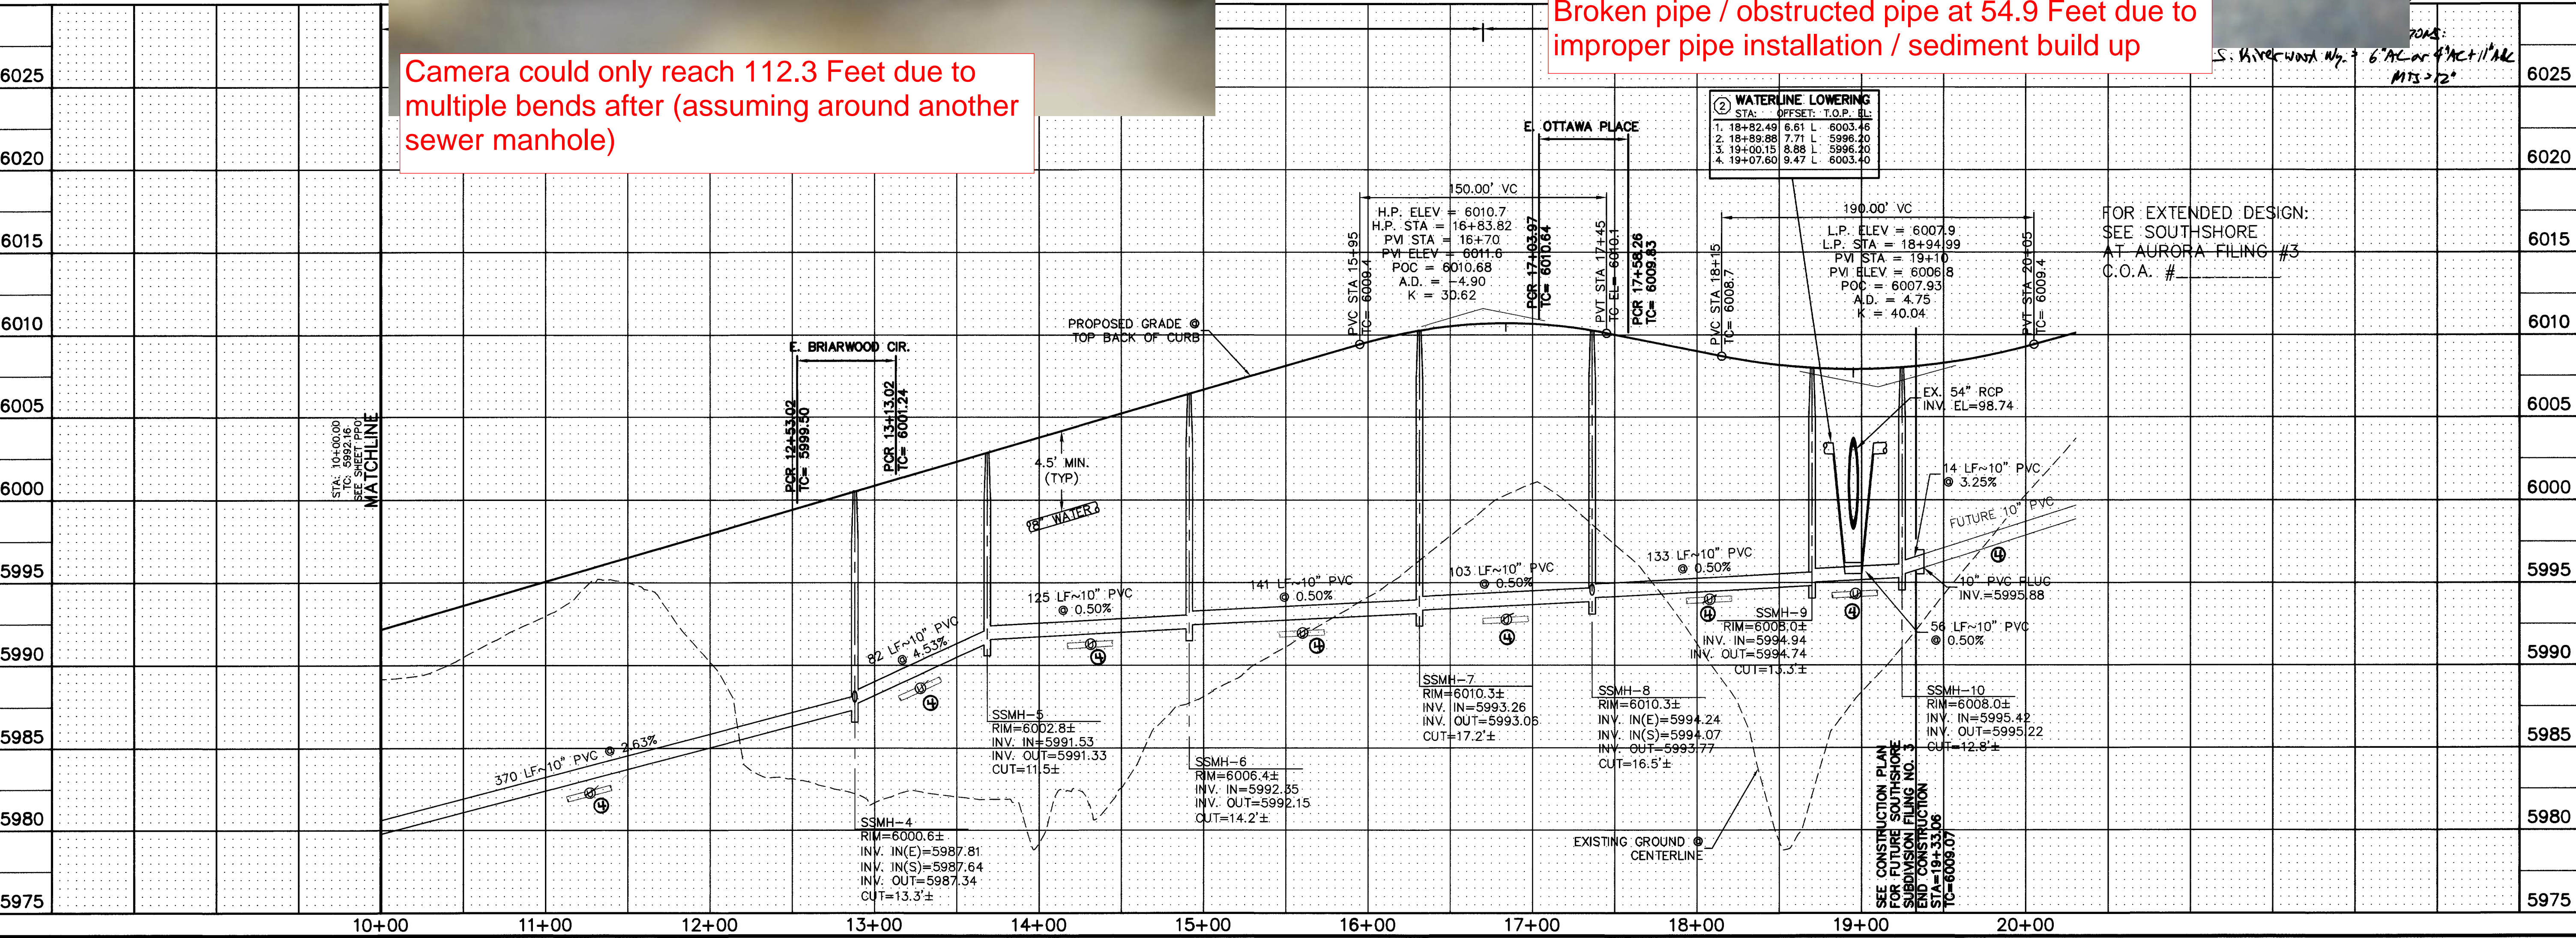 Camera could only reach 112.3 Feet due to
multiple bends after (assuming around another
sewer manhole)
Broken pipe / obstructed pipe at 54.9 Feet due to
improper pipe installation / sediment build up
MTS=12"
6025
6020
6015
6010
6005
6000
5995
5990
5985
5980
5975
6025
6020
6015
6010
6005
6000
5995
5990
5985
5980
5975
STA: 10+00.00
TC: 5992.16
MATCHLINE
E. BRIARWOOD CIR.
PCR 12+53.02
TC= 5999.50
PCR 13+13.02
TC= 6001.24
PROPOSED GRADE @
TOP BACK OF CURB
4.5' MIN.
(TYP)
8" WATER
150.00' VC
H.P. ELEV = 6010.7
H.P. STA = 16+83.82
PVI STA = 16+70
PVI ELEV = 6011.6
POC = 6010.68
A.D. = -4.90
K = 30.62
PVC STA 15+95
TC= 6009.4
E. OTTAWA PLACE
PCR 17+03.97
TC= 6010.64
PVT STA 17+45
TC EL= 6010.1
PCR 17+58.26
TC= 6009.83
2 WATERLINE LOWERING
STA: OFFSET: T.O.P. EL:
1. 18+82.49 6.61 L 6003.46
2. 18+89.88 7.71 L 5996.20
3. 19+00.15 8.88 L 5996.20
4. 19+07.60 9.47 L 6003.40
190.00' VC
L.P. ELEV = 6007.9
L.P. STA = 18+94.99
PVI STA = 19+10
PVI ELEV = 6006.8
POC = 6007.93
A.D. = 4.75
K = 40.04
PVC STA 18+15
TC= 6008.7
PVT STA 20+05
TC= 6009.4
FOR EXTENDED DESIGN:
SEE SOUTHSHORE
AT AURORA FILING #3
C.O.A. #
EX. 54" RCP
INV. EL=98.74
14 LF~10" PVC
@ 3.25%
FUTURE 10" PVC
10" PVC PLUG
INV.=5995.88
56 LF~10" PVC
@ 0.50%
370 LF~10" PVC @ 2.63%
82 LF~10" PVC
@ 4.53%
125 LF~10" PVC
@ 0.50%
141 LF~10" PVC
@ 0.50%
103 LF~10" PVC
@ 0.50%
133 LF~10" PVC
@ 0.50%
4
4
4
4
4
4
4
4
SSMH-4
RIM=6000.6±
INV. IN(E)=5987.81
INV. IN(S)=5987.64
INV. OUT=5987.34
CUT=13.3'±
SSMH-5
RIM=6002.8±
INV. IN=5991.53
INV. OUT=5991.33
CUT=11.5±
SSMH-6
RIM=6006.4±
INV. IN=5992.35
INV. OUT=5992.15
CUT=14.2'±
SSMH-7
RIM=6010.3±
INV. IN=5993.26
INV. OUT=5993.06
CUT=17.2'±
SSMH-8
RIM=6010.3±
INV. IN(E)=5994.24
INV. IN(S)=5994.07
INV. OUT=5993.77
CUT=16.5'±
SSMH-9
RIM=6008.0±
INV. IN=5994.94
INV. OUT=5994.74
CUT=13.3'±
SSMH-10
RIM=6008.0±
INV. IN=5995.42
INV. OUT=5995.22
CUT=12.8'±
EXISTING GROUND @
CENTERLINE
SEE CONSTRUCTION PLAN
FOR FUTURE SOUTHSHORE
SUBDIVISION FILING NO. 3
END CONSTRUCTION
STA=19+33.06
TC=6009.07
10+00
11+00
12+00
13+00
14+00
15+00
16+00
17+00
18+00
19+00
20+00